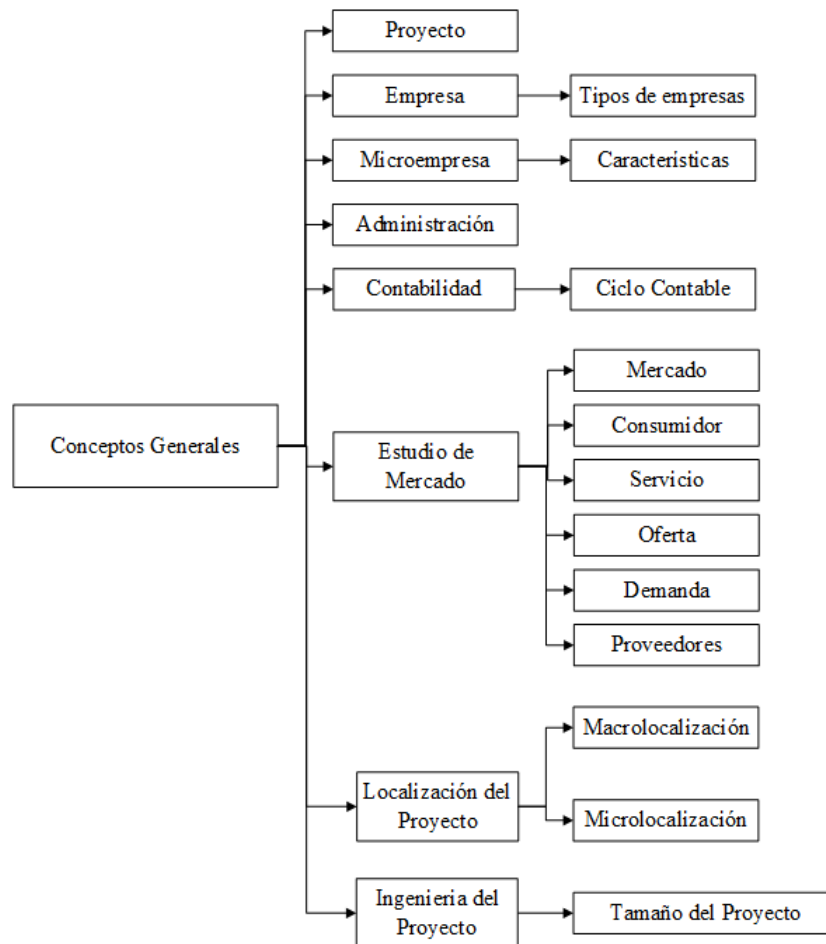 Proyecto
Empresa
Tipos de empresas
Microempresa
Características
Administración
Contabilidad
Ciclo Contable
Conceptos Generales
Estudio de
Mercado
Mercado
Consumidor
Servicio
Oferta
Demanda
Proveedores
Localización del
Proyecto
Macrolocalización
Microlocalización
Ingenieria del
Proyecto
Tamaño del Proyecto